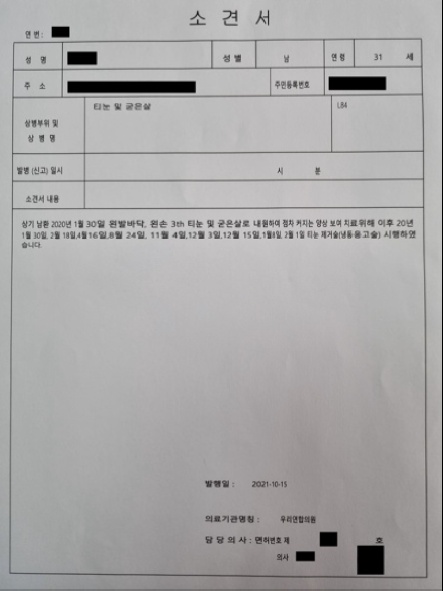 소 견 서
연 번 :
성 명 성 별 남 연 령 31 세
주 소 주민등록번호
상병부위 및 상 별 명 티눈 및 굳은살 L84
발병 (신고) 일시 시 분
소견서 내용
상기 남환 2020년 1월 30일 왼발바닥, 왼손 3th 티눈 및 굳은살로 내원하여 점차 커지는 양상 보여 치료위해 이후 20년
1월 30일, 2월 18일,4월 16일,8월 24일, 11월 4일,12월 3일,12월 15일,1월8일, 2월 1일 티눈 제거술(냉동 응고술) 시행하였
습니다.
발행일 : 2021-10-15
의료기관명칭 : 우리연합의원
담 당 의 사 : 면허번호 제 호
의사